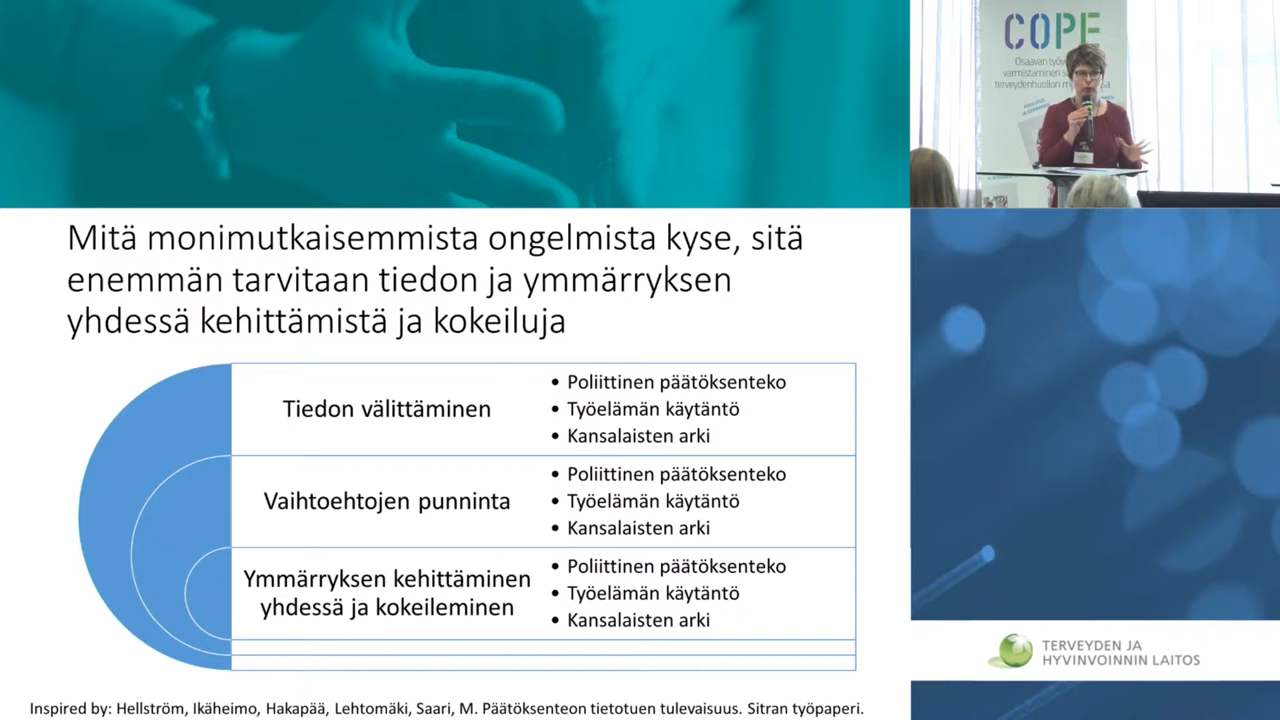 COPE
Osaavan
varmistaminen
terveydenhuollon
Mitä monimutkaisemmista ongelmista kyse, sitä
enemmän tarvitaan tiedon ja ymmärryksen
yhdessä kehittämistä ja kokeiluja
Tiedon välittäminen
• Poliittinen päätöksenteko
• Työelämän käytäntö
• Kansalaisten arki
Vaihtoehtojen punninta
• Poliittinen päätöksenteko
• Työelämän käytäntö
• Kansalaisten arki
Ymmärryksen kehittäminen
yhdessä ja kokeileminen
• Poliittinen päätöksenteko
• Työelämän käytäntö
• Kansalaisten arki
TERVEYDEN JA
HYVINVOINNIN LAITOS
Inspired by: Hellström, Ikäheimo, Hakapää, Lehtomäki, Saari, M. Päätöksenteon tietotuen tulevaisuus. Sitran työpaperi.